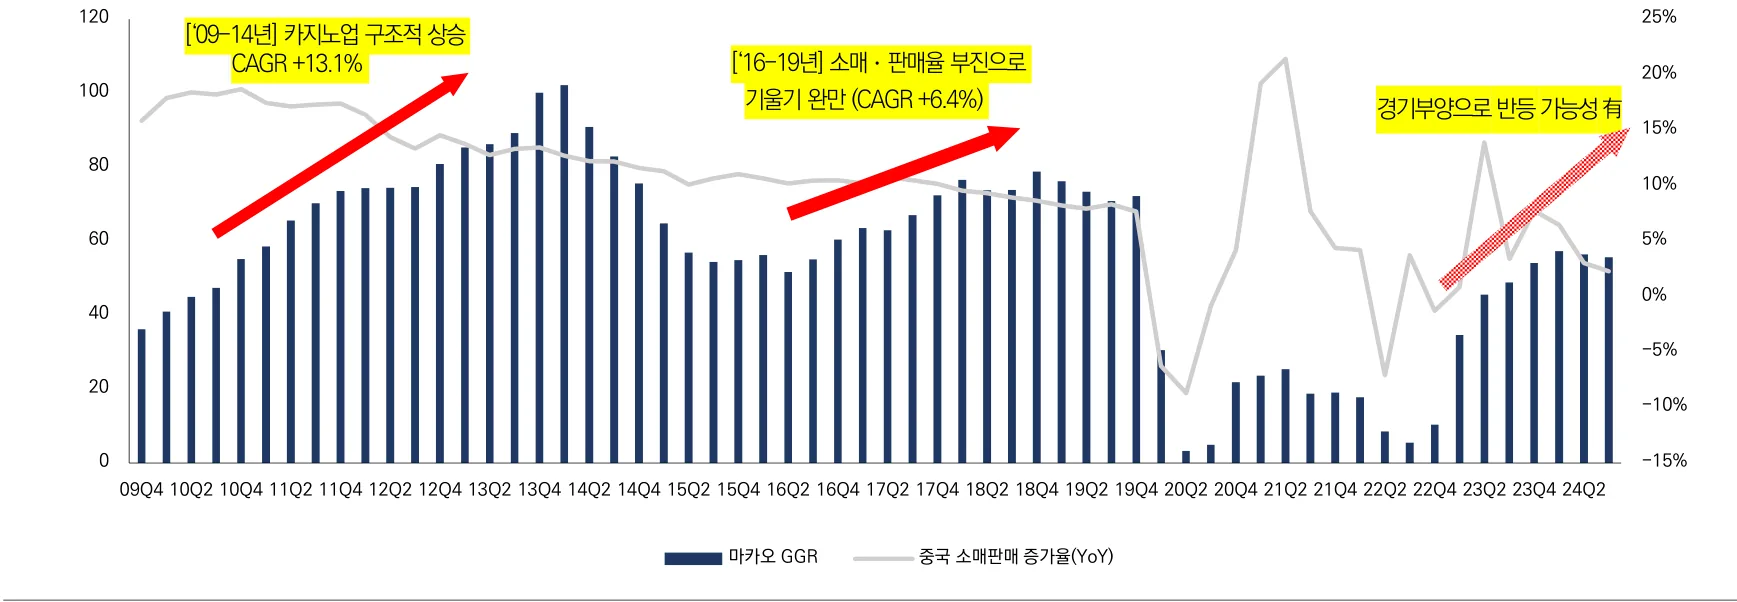 120
100
80
60
40
20
0
[‘09-14년] 카지노업 구조적 상승
CAGR +13.1%
[‘16-19년] 소매・판매율 부진으로
기울기 완만 (CAGR +6.4%)
경기부양으로 반등 가능성 有
25%
20%
15%
10%
5%
0%
-5%
-10%
-15%
09Q4 10Q2 10Q4 11Q2 11Q4 12Q2 12Q4 13Q2 13Q4 14Q2 14Q4 15Q2 15Q4 16Q2 16Q4 17Q2 17Q4 18Q2 18Q4 19Q2 19Q4 20Q2 20Q4 21Q2 21Q4 22Q2 22Q4 23Q2 23Q4 24Q2
마카오 GGR 중국 소매판매 증가율(YoY)